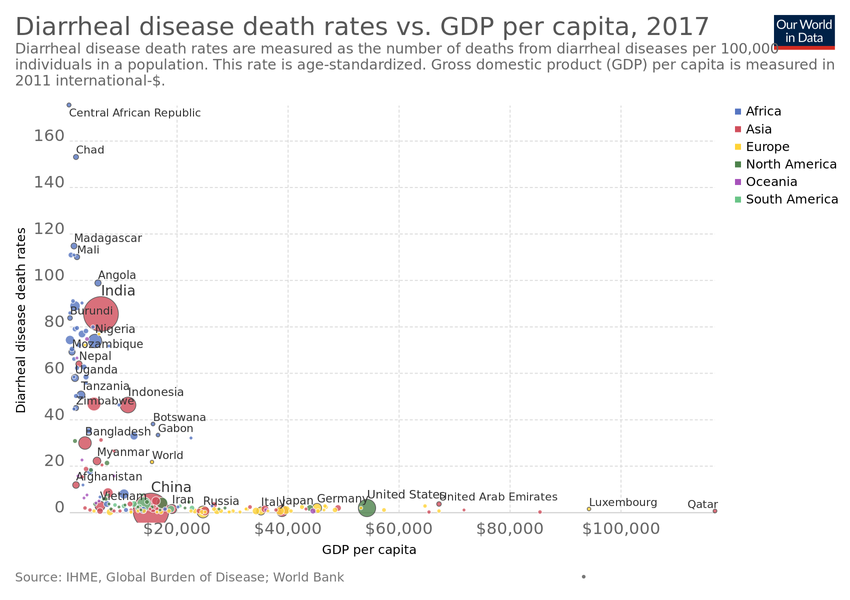 Diarrheal disease death rates vs. GDP per capita, 2017
Our World
in Data
Diarrheal disease death rates are measured as the number of deaths from diarrheal diseases per 100,000
individuals in a population. This rate is age-standardized. Gross domestic product (GDP) per capita is measured in
2011 international-$.
Central African Republic
Africa
Asia
Europe
North America
Oceania
South America
160
Chad
140
120
Madagascar
Mali
100
Angola
India
80
Burundi
Nigeria
Mozambique
60
Nepal
Uganda
Tanzania
Indonesia
Zimbabwe
40
Botswana
Gabon
Bangladesh
20
Myanmar
World
Afghanistan
China
Vietnam
Iran
Russia
Italy
Japan
Germany
United States
United Arab Emirates
Luxembourg
Qatar
0
$20,000
$40,000
$60,000
$80,000
$100,000
Diarrheal disease death rates
GDP per capita
Source: IHME, Global Burden of Disease; World Bank